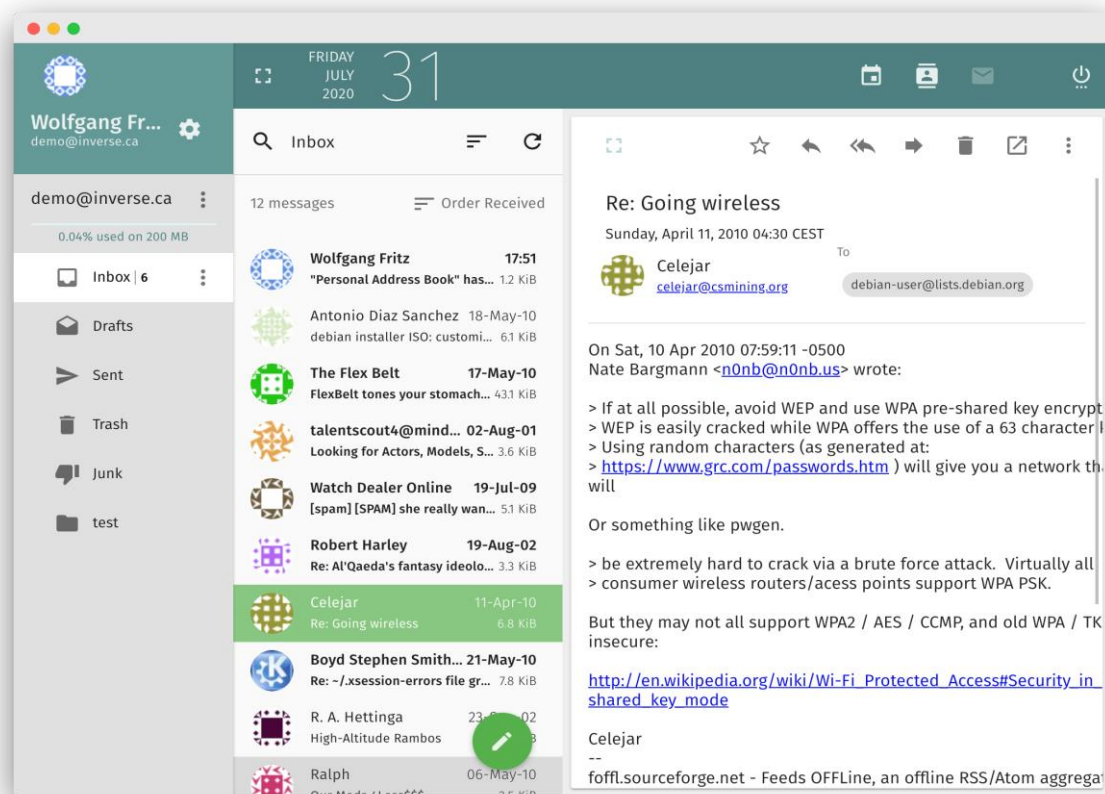 FRIDAY
JULY
2020
31
Wolfgang Fr...
demo@inverse.ca
demo@inverse.ca
0.04% used on 200 MB
Inbox | 6
Drafts
Sent
Trash
Junk
test
Inbox
12 messages
Order Received
Wolfgang Fritz 17:51
"Personal Address Book" has... 1.2 KiB
Antonio Diaz Sanchez 18-May-10
debian installer ISO: customi... 6.1 KiB
The Flex Belt 17-May-10
FlexBelt tones your stomach... 43.1 KiB
talentscout4@mind... 02-Aug-01
Looking for Actors, Models, S... 3.6 KiB
Watch Dealer Online 19-Jul-09
[spam] [SPAM] she really wan... 5.1 KiB
Robert Harley 19-Aug-02
Re: Al'Qaeda's fantasy ideolo... 3.3 KiB
Celejar 11-Apr-10
Re: Going wireless 6.8 KiB
Boyd Stephen Smith... 21-May-10
Re: ~/.xsession-errors file gr... 7.8 KiB
R. A. Hettinga
High-Altitude Rambos
Ralph 06-May-10
Re: Going wireless
Sunday, April 11, 2010 04:30 CEST
To
Celejar
celejar@csmining.org
debian-user@lists.debian.org
On Sat, 10 Apr 2010 07:59:11 -0500
Nate Bargmann <n0nb@n0nb.us> wrote:
> If at all possible, avoid WEP and use WPA pre-shared key encrypt
> WEP is easily cracked while WPA offers the use of a 63 character
> Using random characters (as generated at:
> https://www.grc.com/passwords.htm ) will give you a network th
will
Or something like pwgen.
> be extremely hard to crack via a brute force attack.  Virtually all
> consumer wireless routers/acess points support WPA PSK.
But they may not all support WPA2 / AES / CCMP, and old WPA / TK
insecure:
http://en.wikipedia.org/wiki/Wi-Fi_Protected_Access#Security_in_
shared_key_mode
Celejar
--
foffl.sourceforge.net - Feeds OFFLine, an offline RSS/Atom aggrega